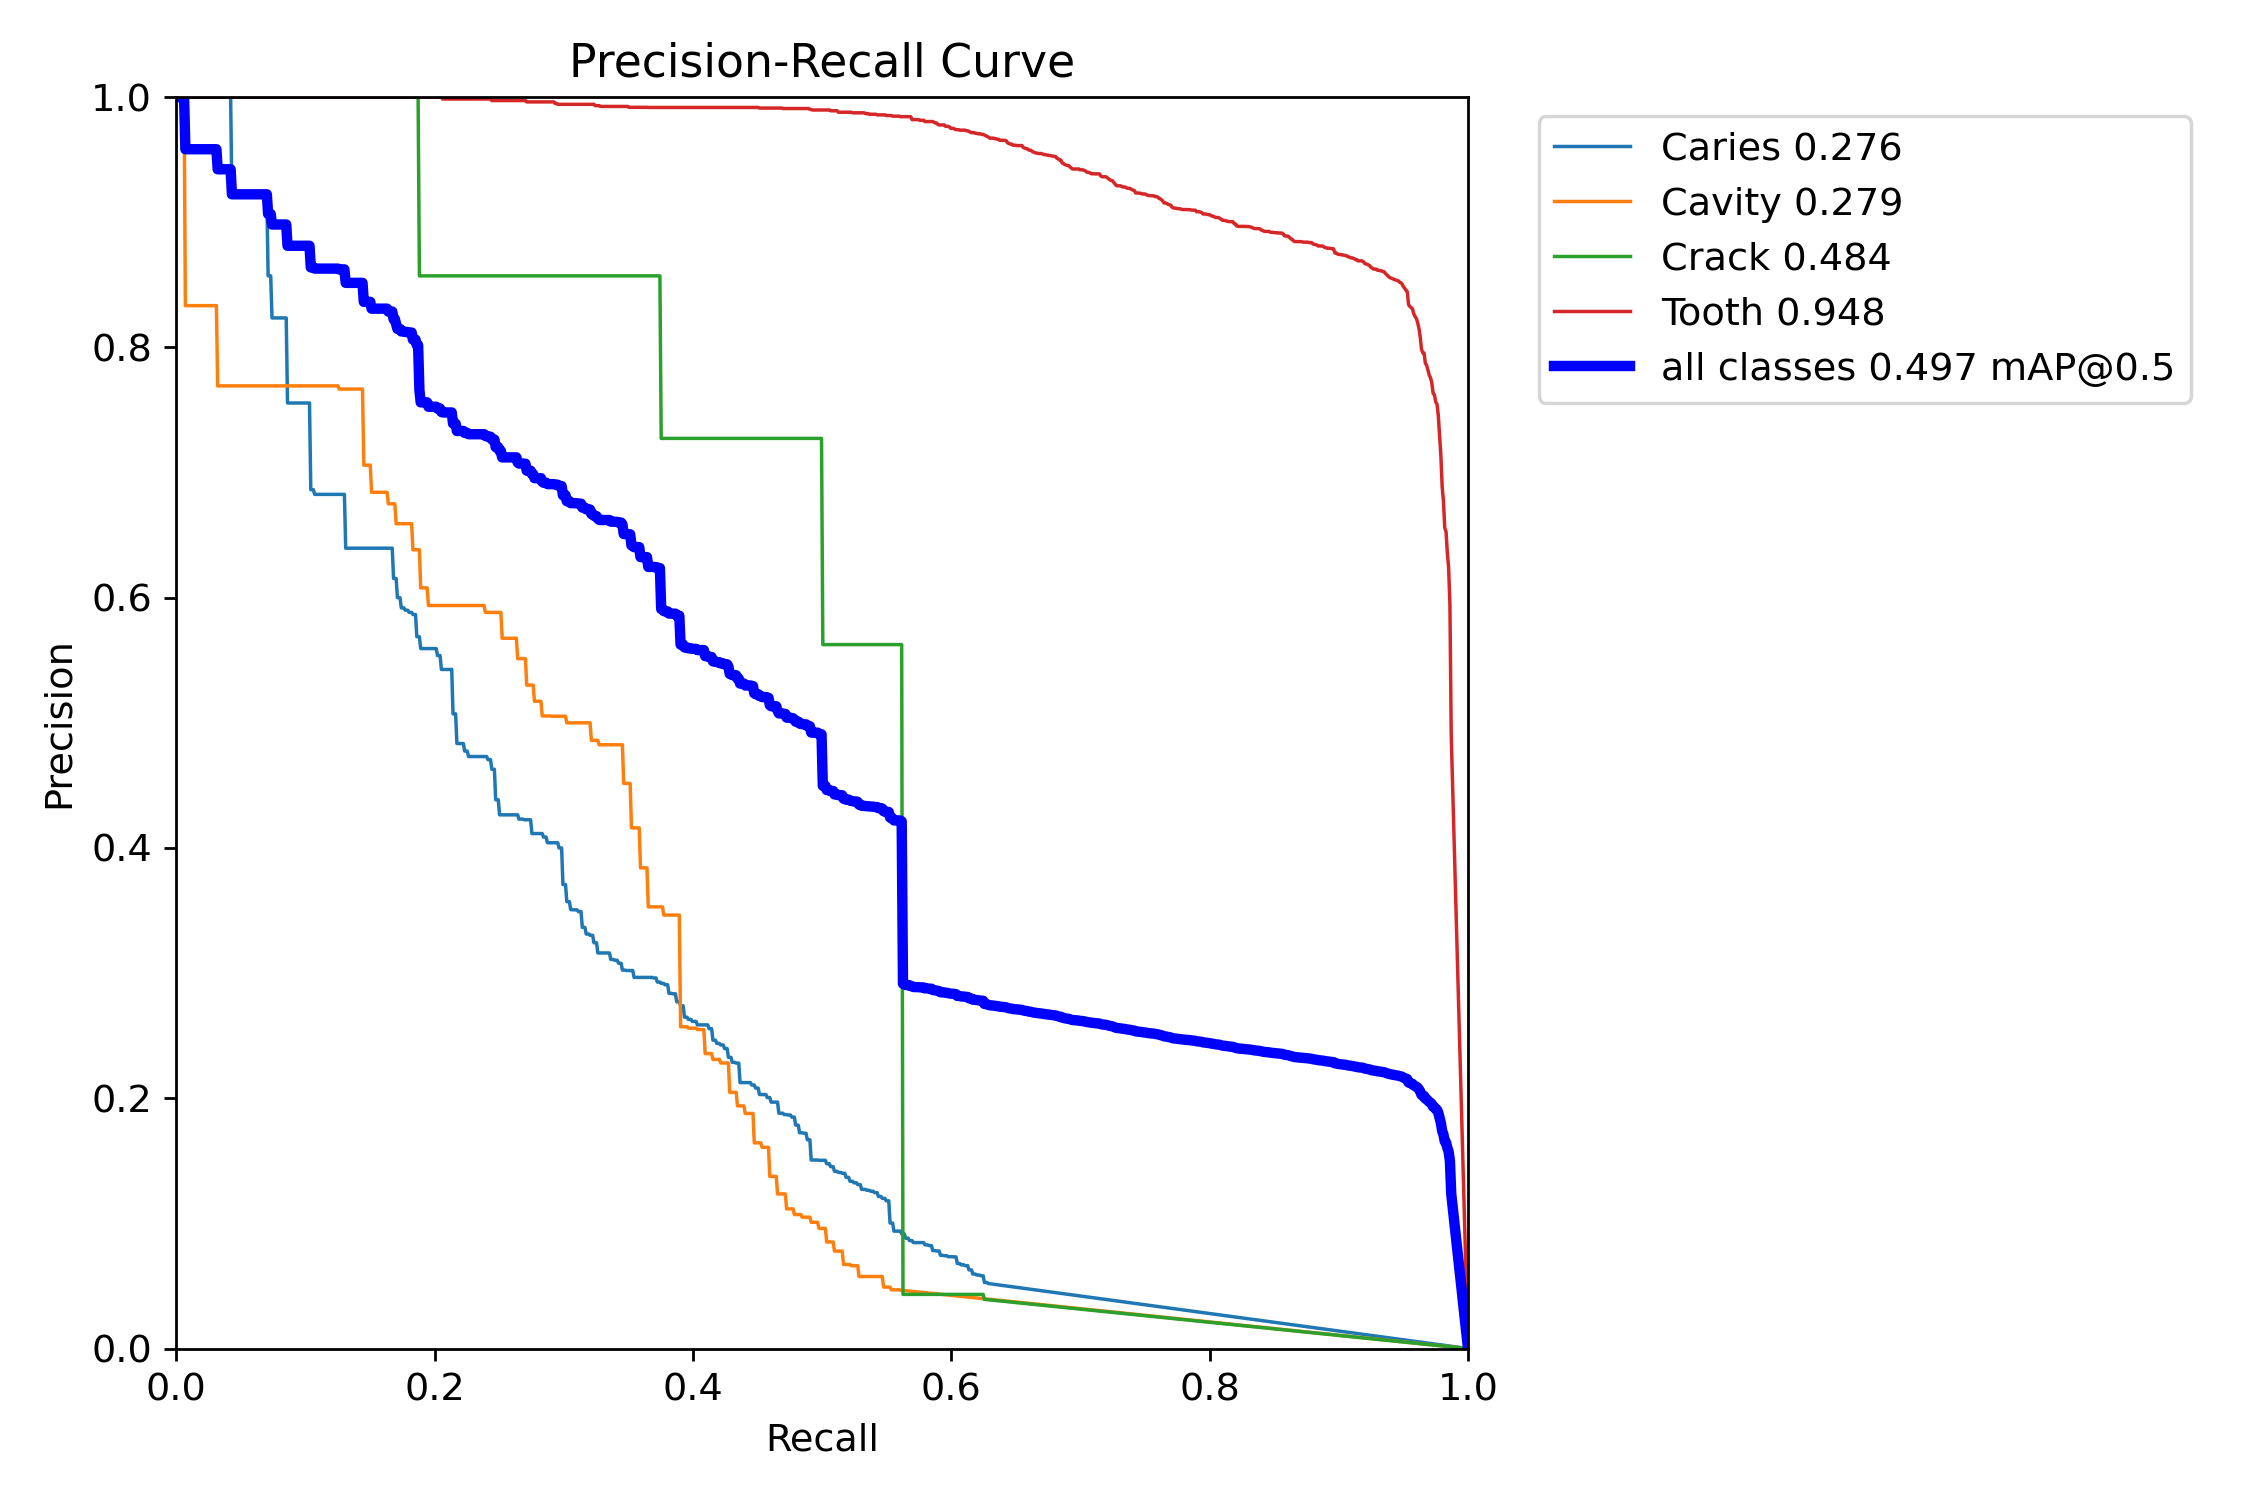 Precision-Recall Curve
1.0
0.8
0.6
0.4
0.2
0.0
Precision
0.0 0.2 0.4 0.6 0.8 1.0
Recall
Caries 0.276
Cavity 0.279
Crack 0.484
Tooth 0.948
all classes 0.497 mAP@0.5